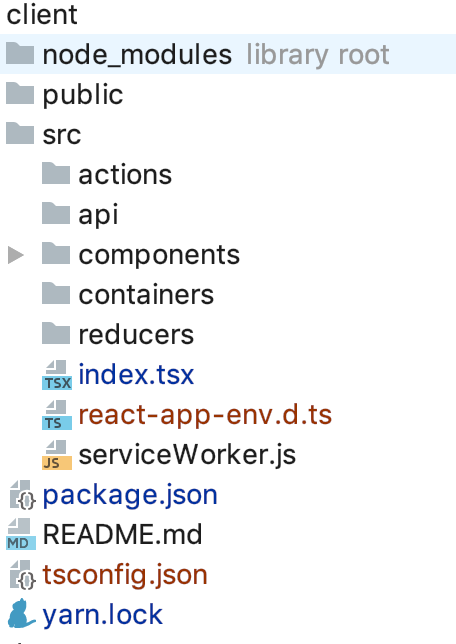 client
node_modules library root
public
src
actions
api
components
containers
reducers
TSX index.tsx
TS react-app-env.d.ts
JS serviceWorker.js
package.json
MD README.md
tsconfig.json
yarn.lock